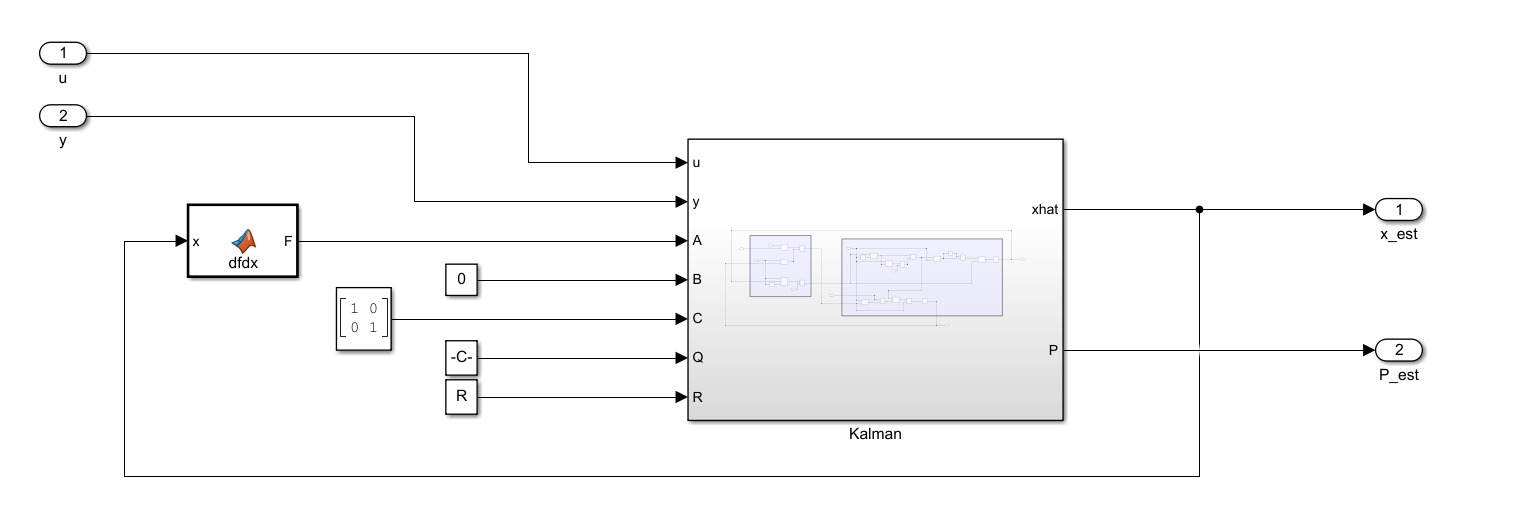 1
u
2
y
x
F
dfdx
0
1 0
0 1
-C-
R
u
y
A
B
C
Q
R
xhat
P
Kalman
1
x_est
2
P_est